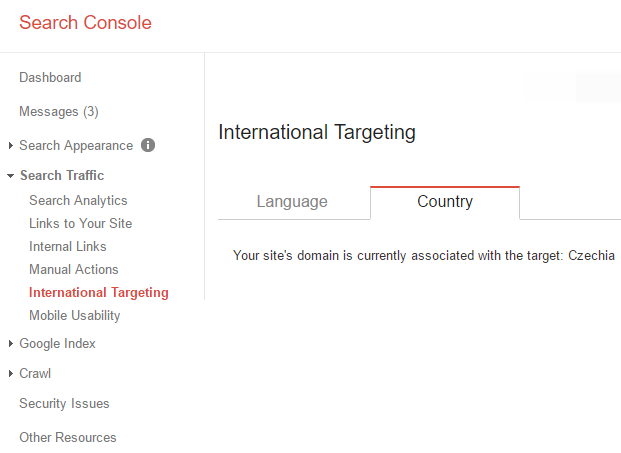 Search Console
Dashboard
Messages (3)
Search Appearance i
Search Traffic
Search Analytics
Links to Your Site
Internal Links
Manual Actions
International Targeting
Mobile Usability
Google Index
Crawl
Security Issues
Other Resources
International Targeting
Language Country
Your site's domain is currently associated with the target: Czechia